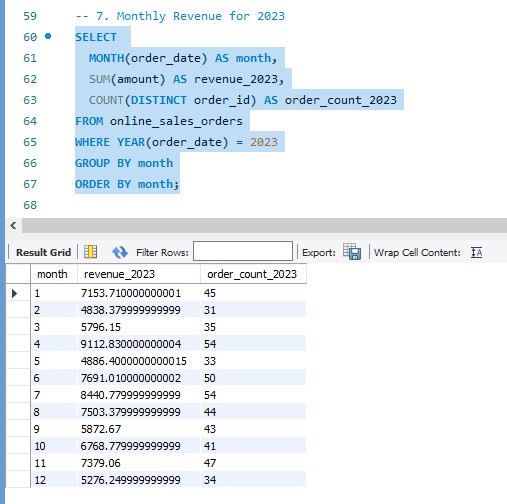 59 -- 7. Monthly Revenue for 2023
60 SELECT
61 MONTH(order_date) AS month,
62 SUM(amount) AS revenue_2023,
63 COUNT(DISTINCT order_id) AS order_count_2023
64 FROM online_sales_orders
65 WHERE YEAR(order_date) = 2023
66 GROUP BY month
67 ORDER BY month;
68
Result Grid Filter Rows: Export: Wrap Cell Content:
month revenue_2023 order_count_2023
1 7153.710000000001 45
2 4838.379999999999 31
3 5796.15 35
4 9112.830000000004 54
5 4886.4000000000015 33
6 7691.010000000002 50
7 8440.779999999999 54
8 7503.379999999999 44
9 5872.67 43
10 6768.779999999999 41
11 7379.06 47
12 5276.249999999999 34